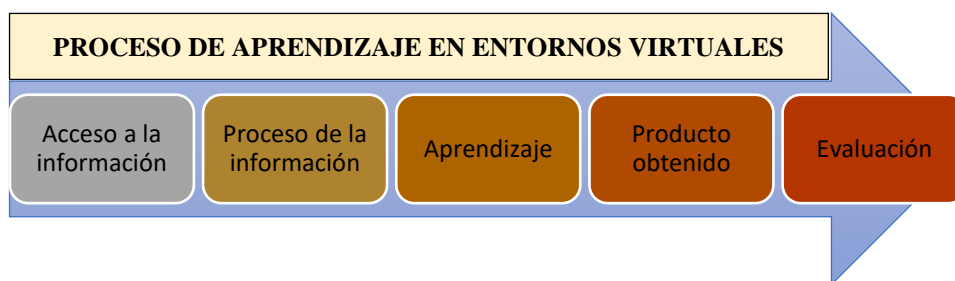 PROCESO DE APRENDIZAJE EN ENTORNOS VIRTUALES
Acceso a la
información
Proceso de la
información
Aprendizaje
Producto
obtenido
Evaluación